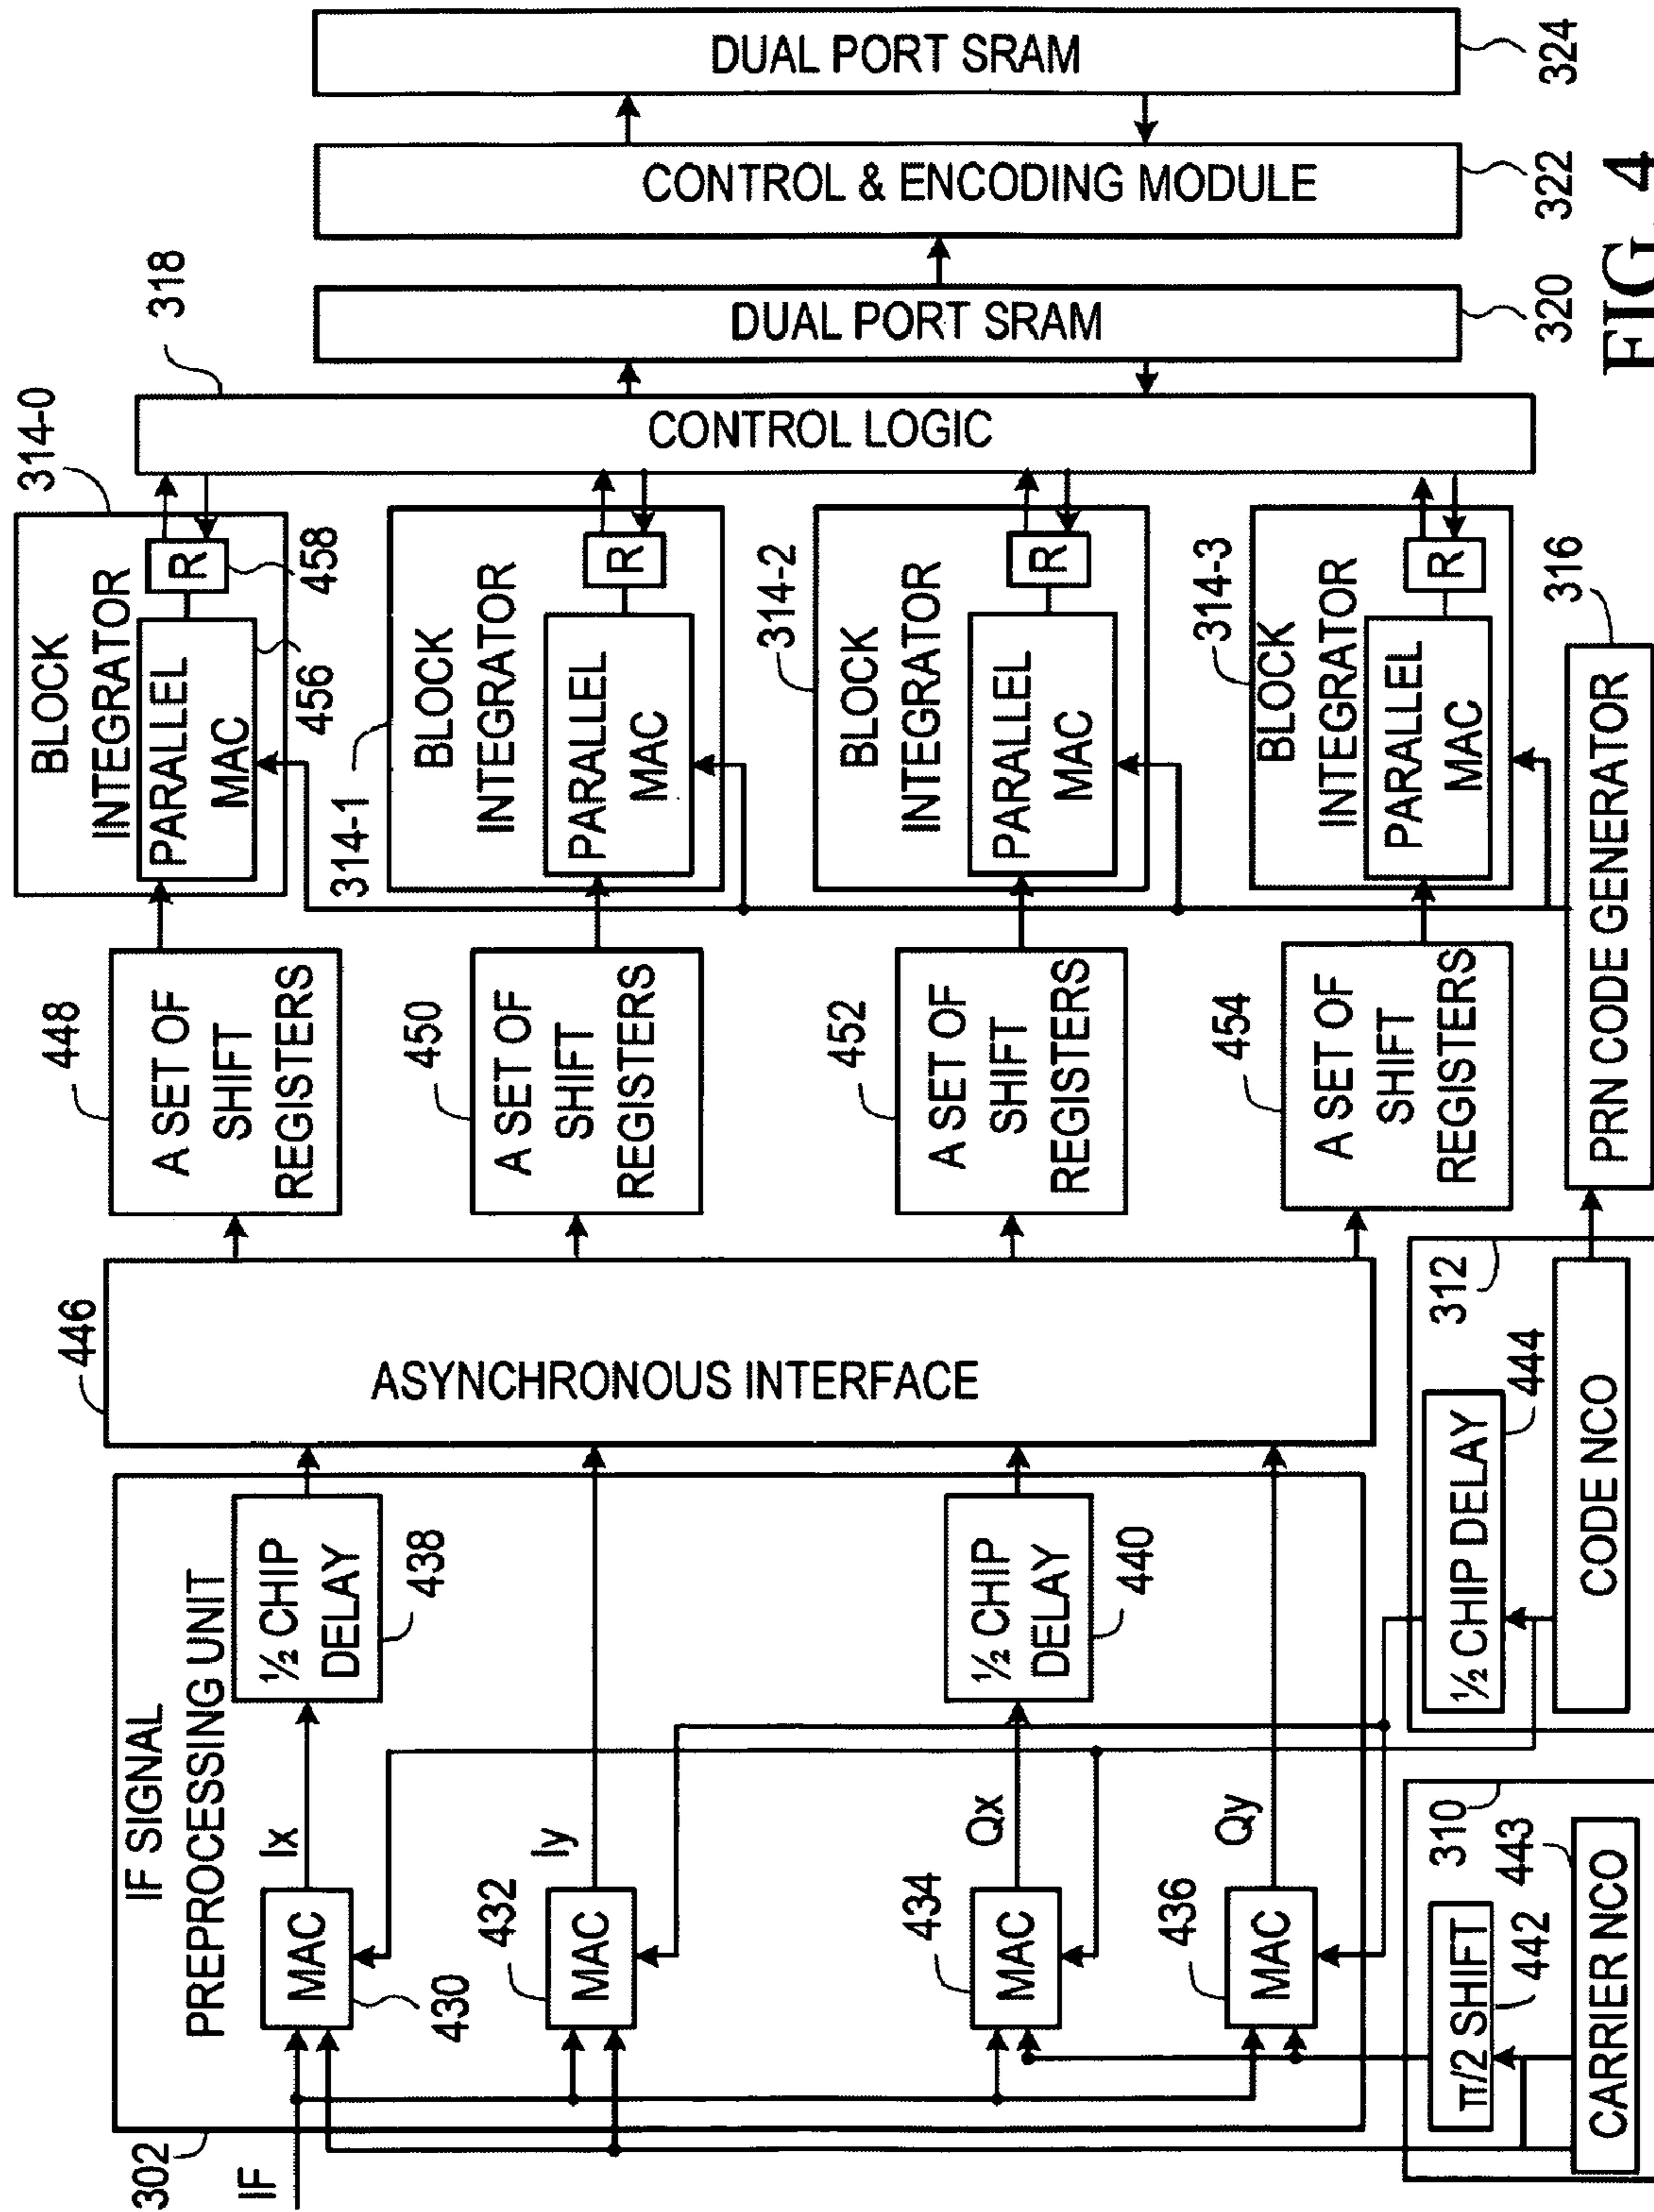 IF
302
IF SIGNAL
PREPROCESSING UNIT
MAC
430
Ix
½ CHIP
DELAY
438
MAC
432
Iy
MAC
434
Qx
½ CHIP
DELAY
440
MAC
436
Qy
310
π/2 SHIFT
442
443
CARRIER NCO
312
½ CHIP DELAY
444
CODE NCO
446
ASYNCHRONOUS INTERFACE
448
A SET OF
SHIFT
REGISTERS
450
A SET OF
SHIFT
REGISTERS
452
A SET OF
SHIFT
REGISTERS
454
A SET OF
SHIFT
REGISTERS
314-0
BLOCK
INTEGRATOR
PARALLEL
MAC
456
R
458
314-1
BLOCK
INTEGRATOR
PARALLEL
MAC
R
314-2
BLOCK
INTEGRATOR
PARALLEL
MAC
R
314-3
BLOCK
INTEGRATOR
PARALLEL
MAC
R
316
PRN CODE GENERATOR
318
CONTROL LOGIC
DUAL PORT SRAM
320
CONTROL & ENCODING MODULE
322
DUAL PORT SRAM
324
FIG. 4